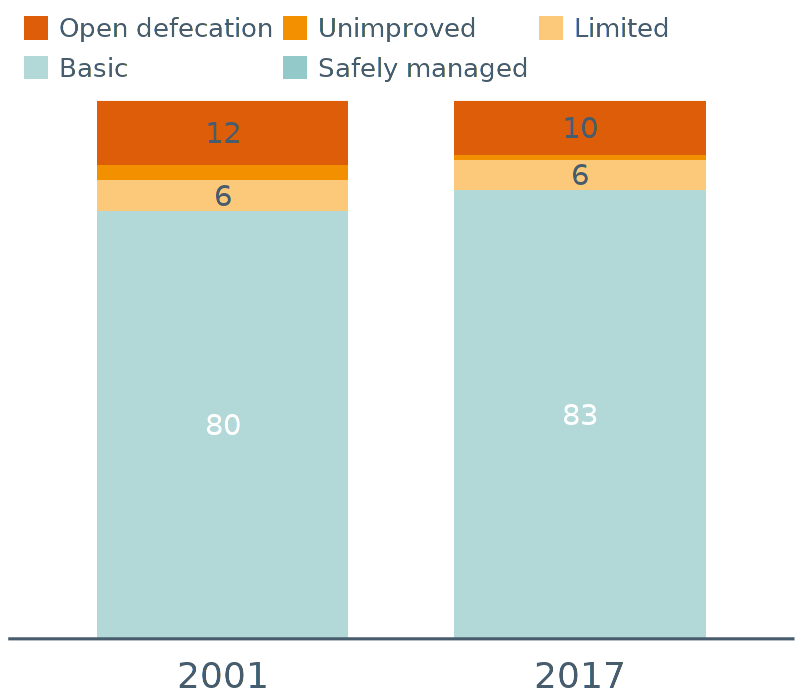 Open defecation Unimproved Limited
Basic Safely managed
12 10
6 6
80 83
2001 2017